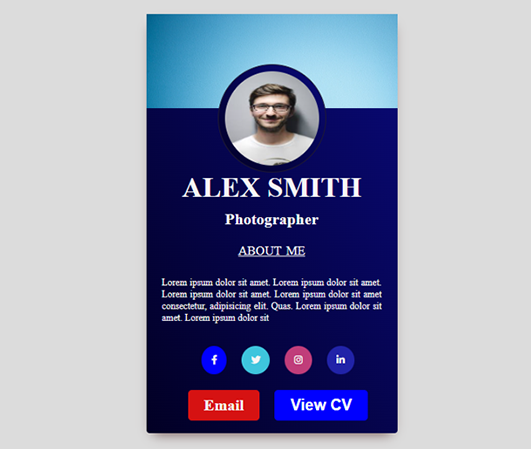 ALEX SMITH
Photographer
ABOUT ME
Lorem ipsum dolor sit amet. Lorem ipsum dolor sit amet.
Lorem ipsum dolor sit amet. Lorem ipsum dolor sit amet
consectetur, adipisicing elit. Quas. Lorem ipsum dolor sit
amet. Lorem ipsum dolor sit
Email
View CV